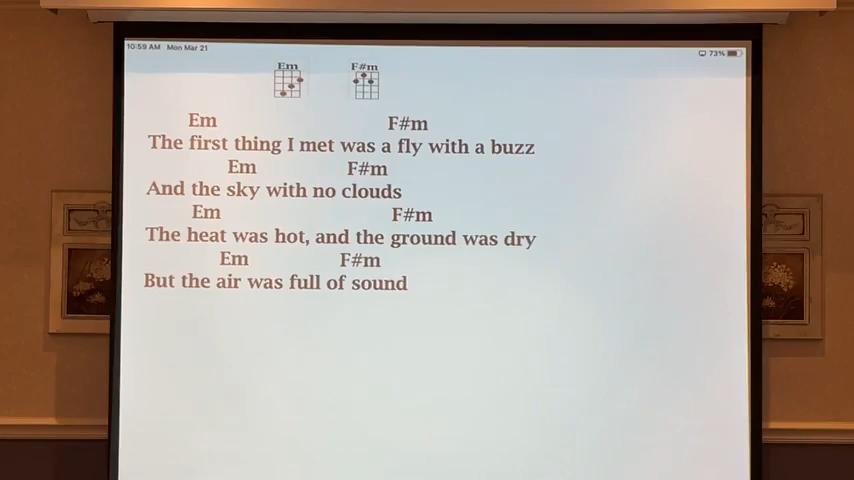 10:59 AM Mon Mar 21
73%
Em F#m
Em F#m
The first thing I met was a fly with a buzz
Em F#m
And the sky with no clouds
Em F#m
The heat was hot, and the ground was dry
Em F#m
But the air was full of sound